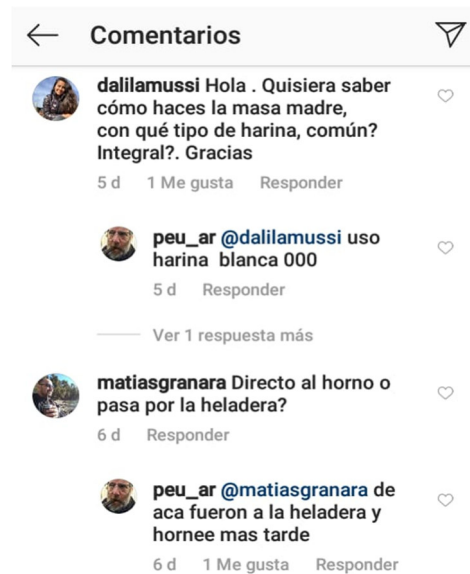 Comentarios
dalilamussi Hola . Quisiera saber
cómo haces la masa madre,
con qué tipo de harina, común?
Integral?. Gracias
5 d 1 Me gusta Responder
peu_ar @dalilamussi uso
harina blanca 000
5 d Responder
Ver 1 respuesta más
matiasgranara Directo al horno o
pasa por la heladera?
6 d Responder
peu_ar @matiasgranara de
aca fueron a la heladera y
hornee mas tarde
6 d 1 Me gusta Responder